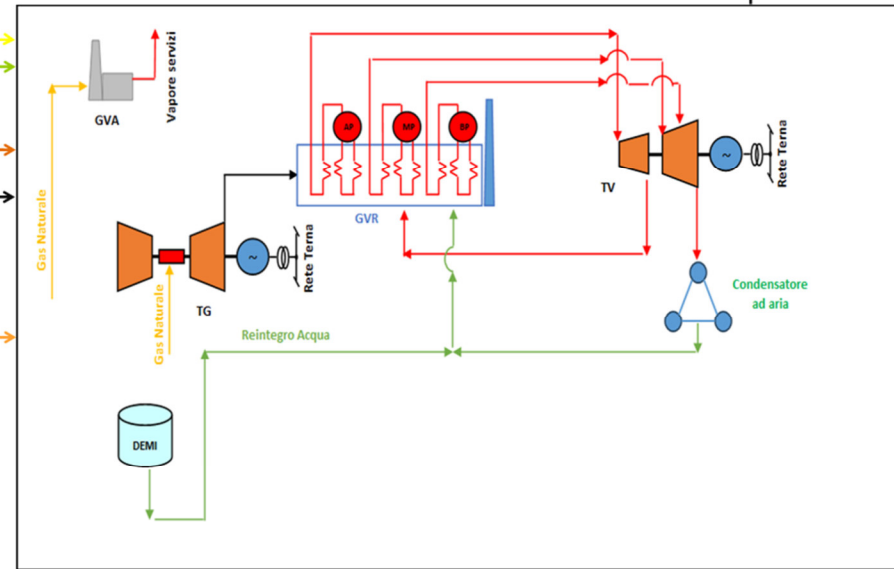 Vapore servizi
GVA
AP
MP
BP
~
TV
Rete Terna
GVR
Gas Naturale
~
Rete Terna
TG
Gas Naturale
Condensatore
ad aria
Reintegro Acqua
DEMI